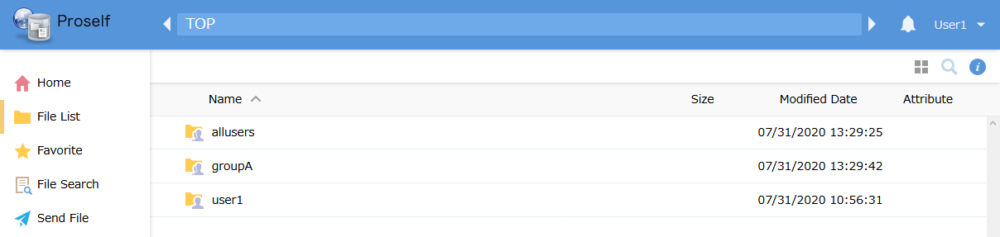 Proself
TOP
User1
Home
File List
Favorite
File Search
Send File
Name Size Modified Date Attribute
allusers 07/31/2020 13:29:25
groupA 07/31/2020 13:29:42
user1 07/31/2020 10:56:31